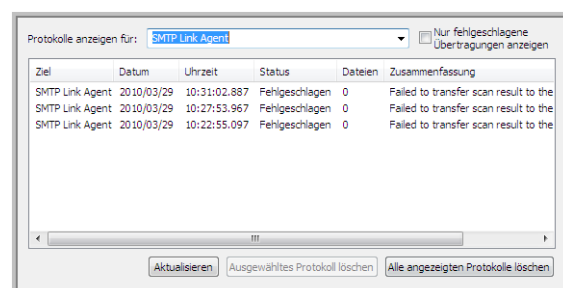 Protokolle anzeigen für: SMTP Link Agent
Nur fehlgeschlagene
Übertragungen anzeigen
Ziel Datum Uhrzeit Status Dateien Zusammenfassung
SMTP Link Agent 2010/03/29 10:31:02.887 Fehlgeschlagen 0 Failed to transfer scan result to the
SMTP Link Agent 2010/03/29 10:27:53.967 Fehlgeschlagen 0 Failed to transfer scan result to the
SMTP Link Agent 2010/03/29 10:22:55.097 Fehlgeschlagen 0 Failed to transfer scan result to the
Aktualisieren Ausgewähltes Protokoll löschen Alle angezeigten Protokolle löschen